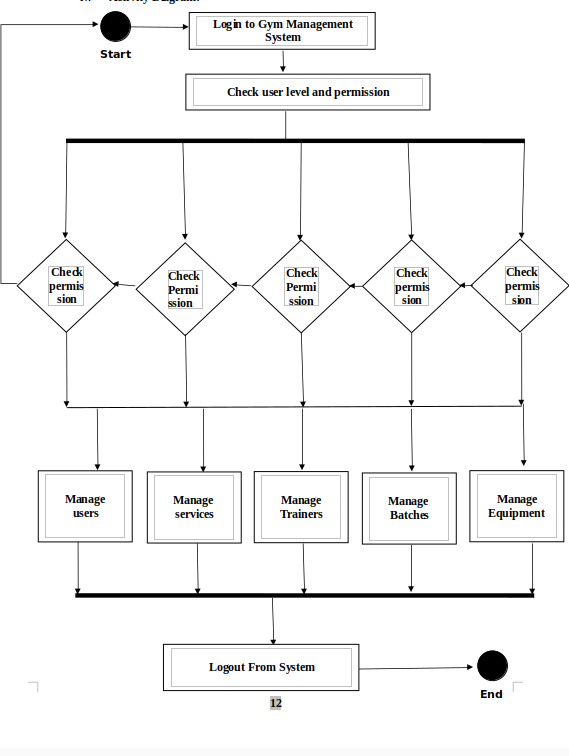 Login to Gym Management
System
Start
Check user level and permission
Check
permis
sion
Check
Permi
ssion
Check
Permi
ssion
Check
permis
sion
Check
permis
sion
Manage
users
Manage
services
Manage
Trainers
Manage
Batches
Manage
Equipment
Logout From System
End
12